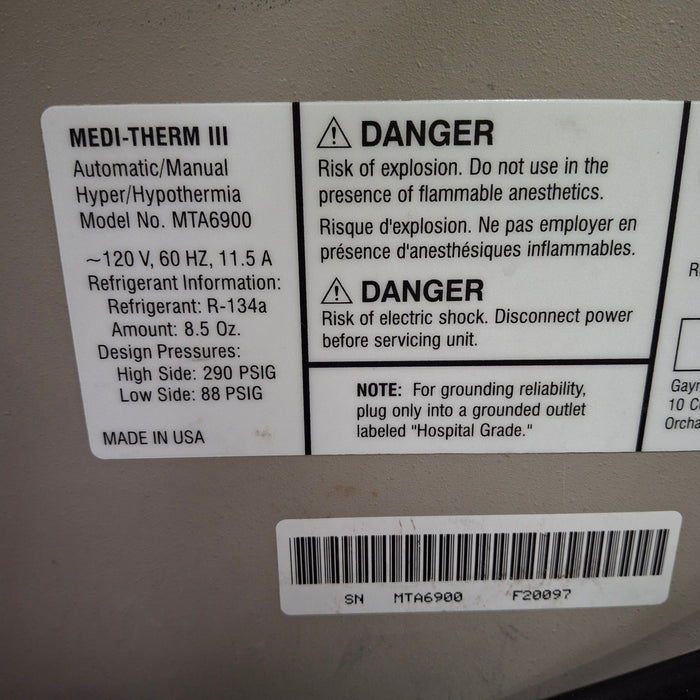 MEDI-THERM III
Automatic/Manual
Hyper/Hypothermia
Model No. MTA6900
~120 V, 60 HZ, 11.5 A
Refrigerant Information:
Refrigerant: R-134a
Amount: 8.5 Oz.
Design Pressures:
High Side: 290 PSIG
Low Side: 88 PSIG
MADE IN USA
DANGER
Risk of explosion. Do not use in the
presence of flammable anesthetics.
Risque d'explosion. Ne pas employer en
présence d'anesthésiques inflammables.
DANGER
Risk of electric shock. Disconnect power
before servicing unit.
NOTE: For grounding reliability,
plug only into a grounded outlet
labeled "Hospital Grade."
10
SN MTA6900 F20097